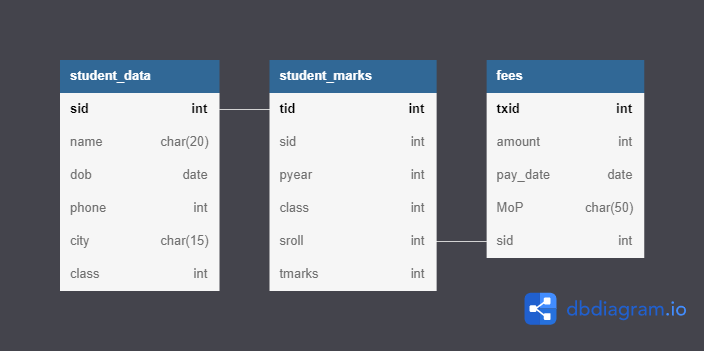 student_data
sid int
name char(20)
dob date
phone int
city char(15)
class int
student_marks
tid int
sid int
pyear int
class int
sroll int
tmarks int
fees
txid int
amount int
pay_date date
MoP char(50)
sid int
dbdiagram.io